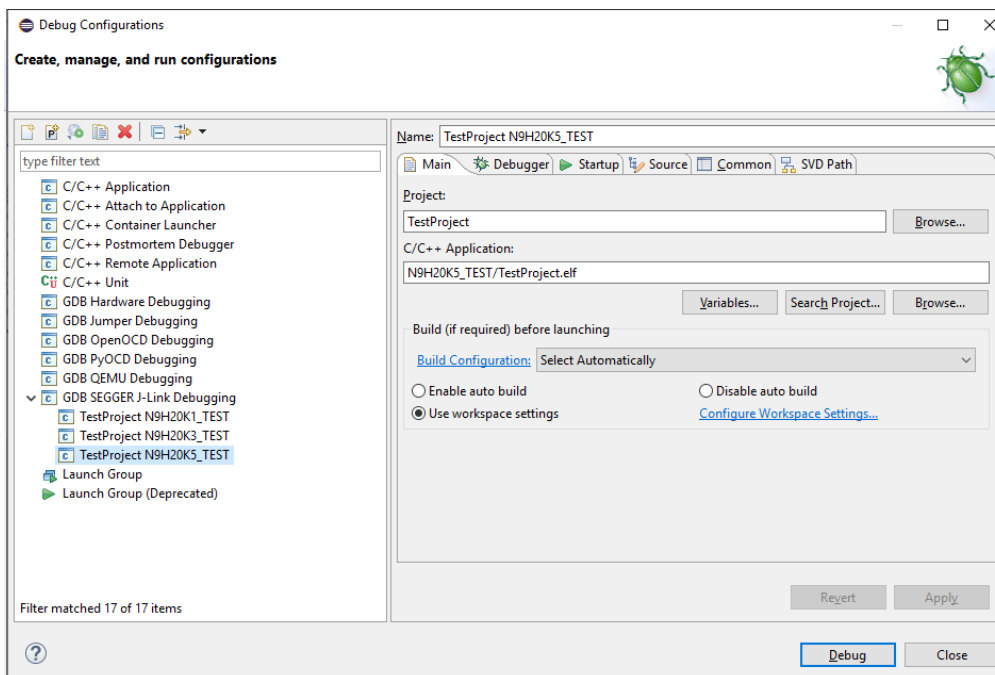 Debug Configurations
Create, manage, and run configurations
type filter text
C/C++ Application
C/C++ Attach to Application
C/C++ Container Launcher
C/C++ Postmortem Debugger
C/C++ Remote Application
C/C++ Unit
GDB Hardware Debugging
GDB Jumper Debugging
GDB OpenOCD Debugging
GDB PyOCD Debugging
GDB QEMU Debugging
GDB SEGGER J-Link Debugging
TestProject N9H20K1_TEST
TestProject N9H20K3_TEST
TestProject N9H20K5_TEST
Launch Group
Launch Group (Deprecated)
Filter matched 17 of 17 items
Name: TestProject N9H20K5_TEST
Main Debugger Startup Source Common SVD Path
Project:
TestProject Browse...
C/C++ Application:
N9H20K5_TEST/TestProject.elf
Variables... Search Project... Browse...
Build (if required) before launching
Build Configuration: Select Automatically
Enable auto build Disable auto build
Use workspace settings Configure Workspace Settings...
Revert Apply
Debug Close